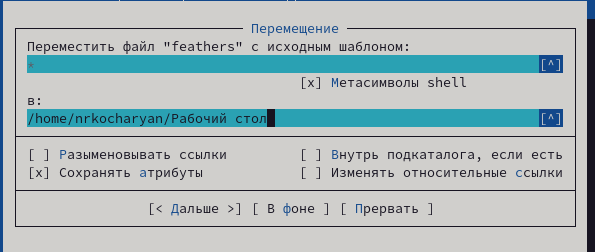 Перемещение
Переместить файл "feathers" с исходным шаблоном:
* [^]
[x] Метасимволы shell
в:
/home/nrkocharyan/Рабочий стол [^]
[ ] Разыменовывать ссылки [ ] Внутрь подкаталога, если есть
[x] Сохранять атрибуты [ ] Изменять относительные ссылки
[< Дальше >] [ В фоне ] [ Прервать ]